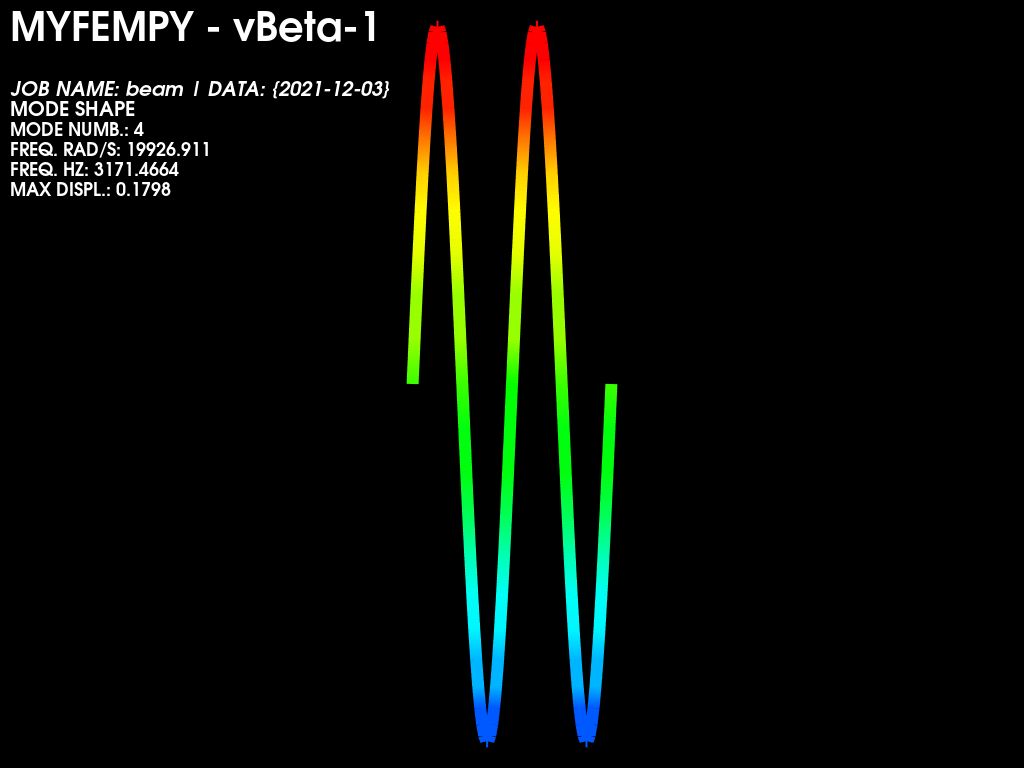 MYFEMPY - vBeta-1
JOB NAME: beam | DATA: {2021-12-03}
MODE SHAPE
MODE NUMB.: 4
FREQ. RAD/S: 19926.911
FREQ. HZ: 3171.4664
MAX DISPL.: 0.1798